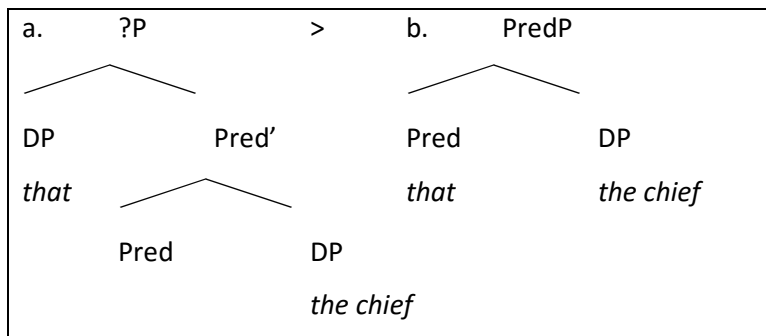 a. ?P > b. PredP
DP Pred’ Pred DP
that that the chief
Pred DP
the chief